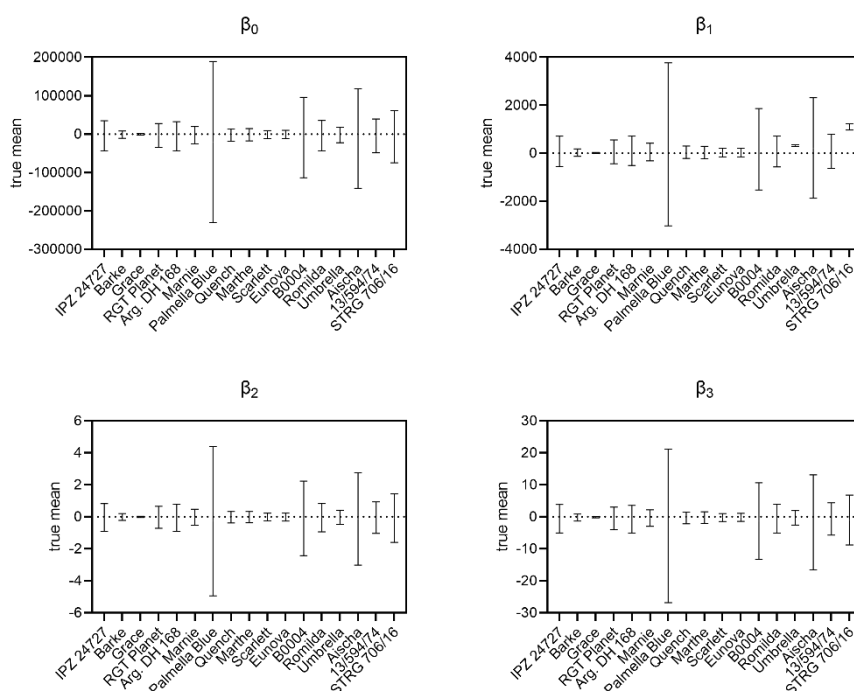 β0
true mean
200000
100000
0
-100000
-200000
-300000
IPZ 24727
Barke
Grace
RGT Planet
Arg. DH 168
Marnie
Palmella Blue
Quench
Marthe
Scarlett
Eunova
B0004
Romilda
Umbrella
Aischa
13/594/74
STRG 706/16
β1
true mean
4000
2000
0
-2000
-4000
IPZ 24727
Barke
Grace
RGT Planet
Arg. DH 168
Marnie
Palmella Blue
Quench
Marthe
Scarlett
Eunova
B0004
Romilda
Umbrella
Aischa
13/594/74
STRG 706/16
β2
true mean
6
4
2
0
-2
-4
-6
IPZ 24727
Barke
Grace
RGT Planet
Arg. DH 168
Marnie
Palmella Blue
Quench
Marthe
Scarlett
Eunova
B0004
Romilda
Umbrella
Aischa
13/594/74
STRG 706/16
β3
true mean
30
20
10
0
-10
-20
-30
IPZ 24727
Barke
Grace
RGT Planet
Arg. DH 168
Marnie
Palmella Blue
Quench
Marthe
Scarlett
Eunova
B0004
Romilda
Umbrella
Aischa
13/594/74
STRG 706/16